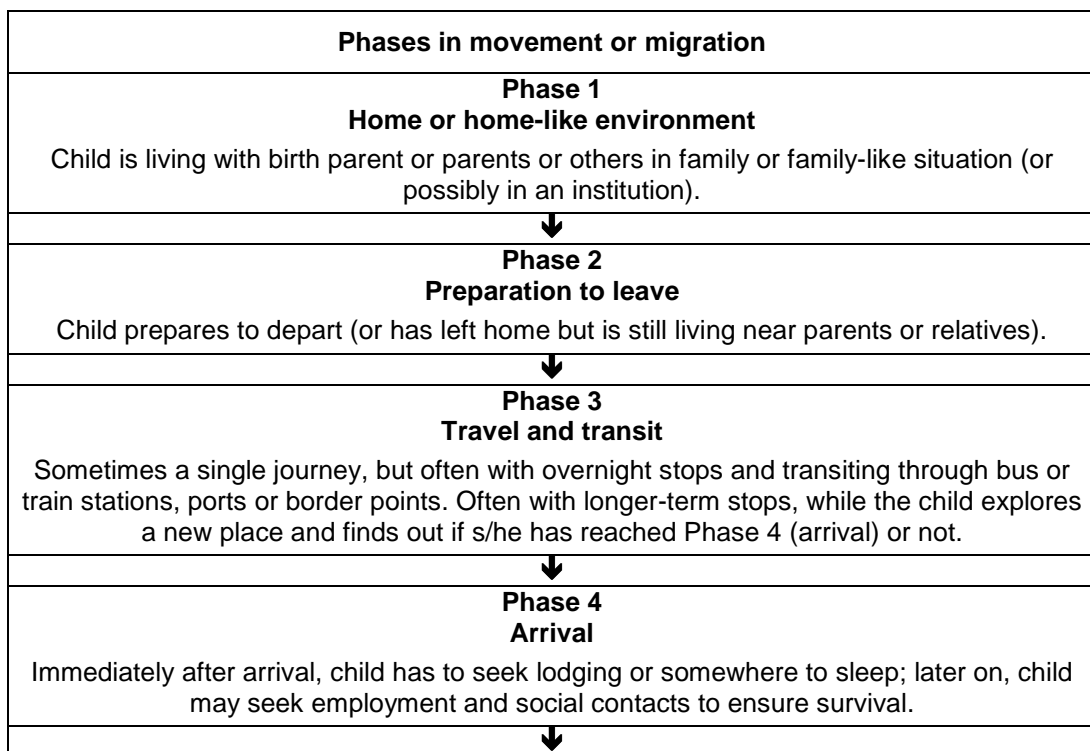 Phases in movement or migration
Phase 1
Home or home-like environment
Child is living with birth parent or parents or others in family or family-like situation (or
possibly in an institution).
Phase 2
Preparation to leave
Child prepares to depart (or has left home but is still living near parents or relatives).
Phase 3
Travel and transit
Sometimes a single journey, but often with overnight stops and transiting through bus or
train stations, ports or border points. Often with longer-term stops, while the child explores
a new place and finds out if s/he has reached Phase 4 (arrival) or not.
Phase 4
Arrival
Immediately after arrival, child has to seek lodging or somewhere to sleep; later on, child
may seek employment and social contacts to ensure survival.